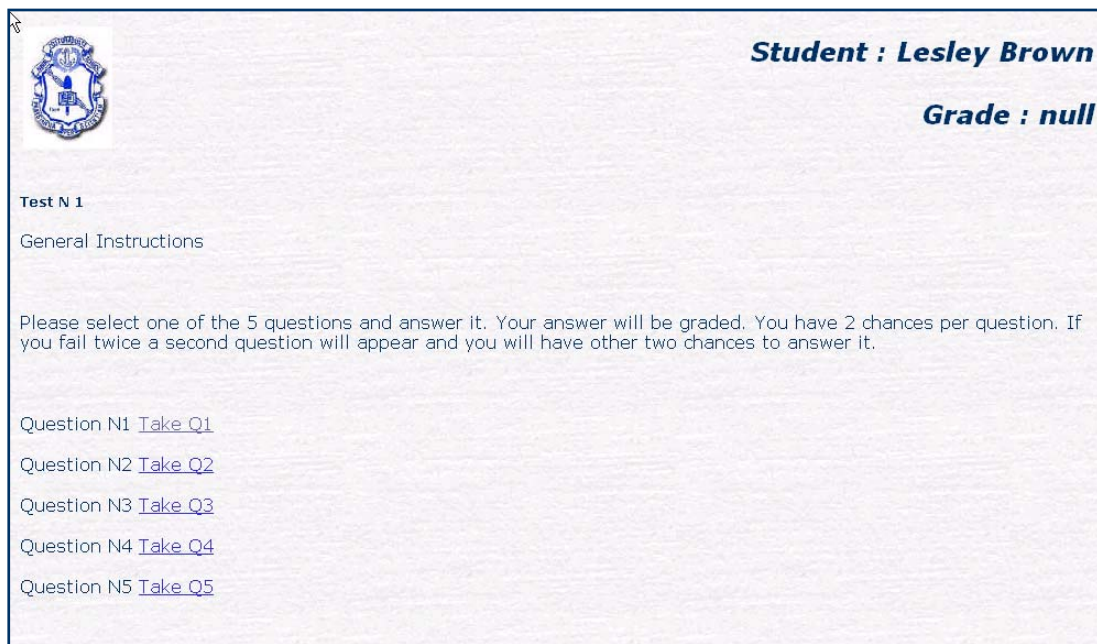 Student : Lesley Brown
Grade : null
Test N 1
General Instructions
Please select one of the 5 questions and answer it. Your answer will be graded. You have 2 chances per question. If
you fail twice a second question will appear and you will have other two chances to answer it.
Question N1 Take Q1
Question N2 Take Q2
Question N3 Take Q3
Question N4 Take Q4
Question N5 Take Q5